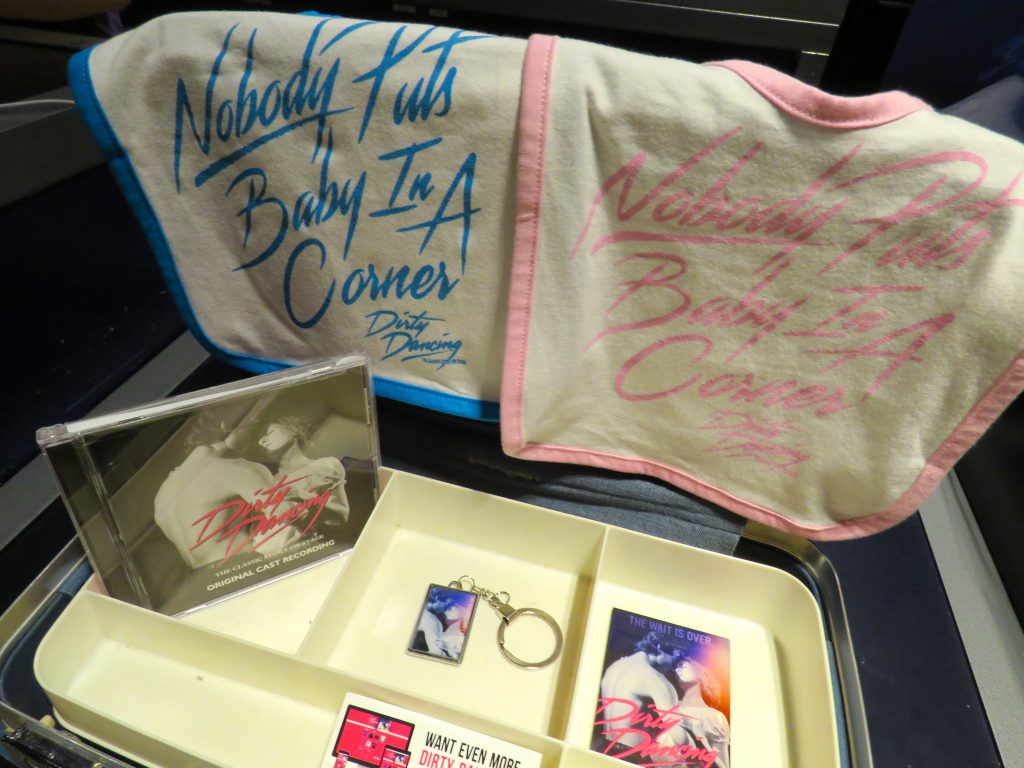 Nobody Puts
Baby In A
Corner
Dirty
Dancing
Nobody Puts
Baby In A
Corner
Dirty
Dancing
Dirty
Dancing
THE CLASSIC STORY ON STAGE
ORIGINAL CAST RECORDING
THE WAIT IS OVER.
Dirty
Dancing
WANT EVEN MORE